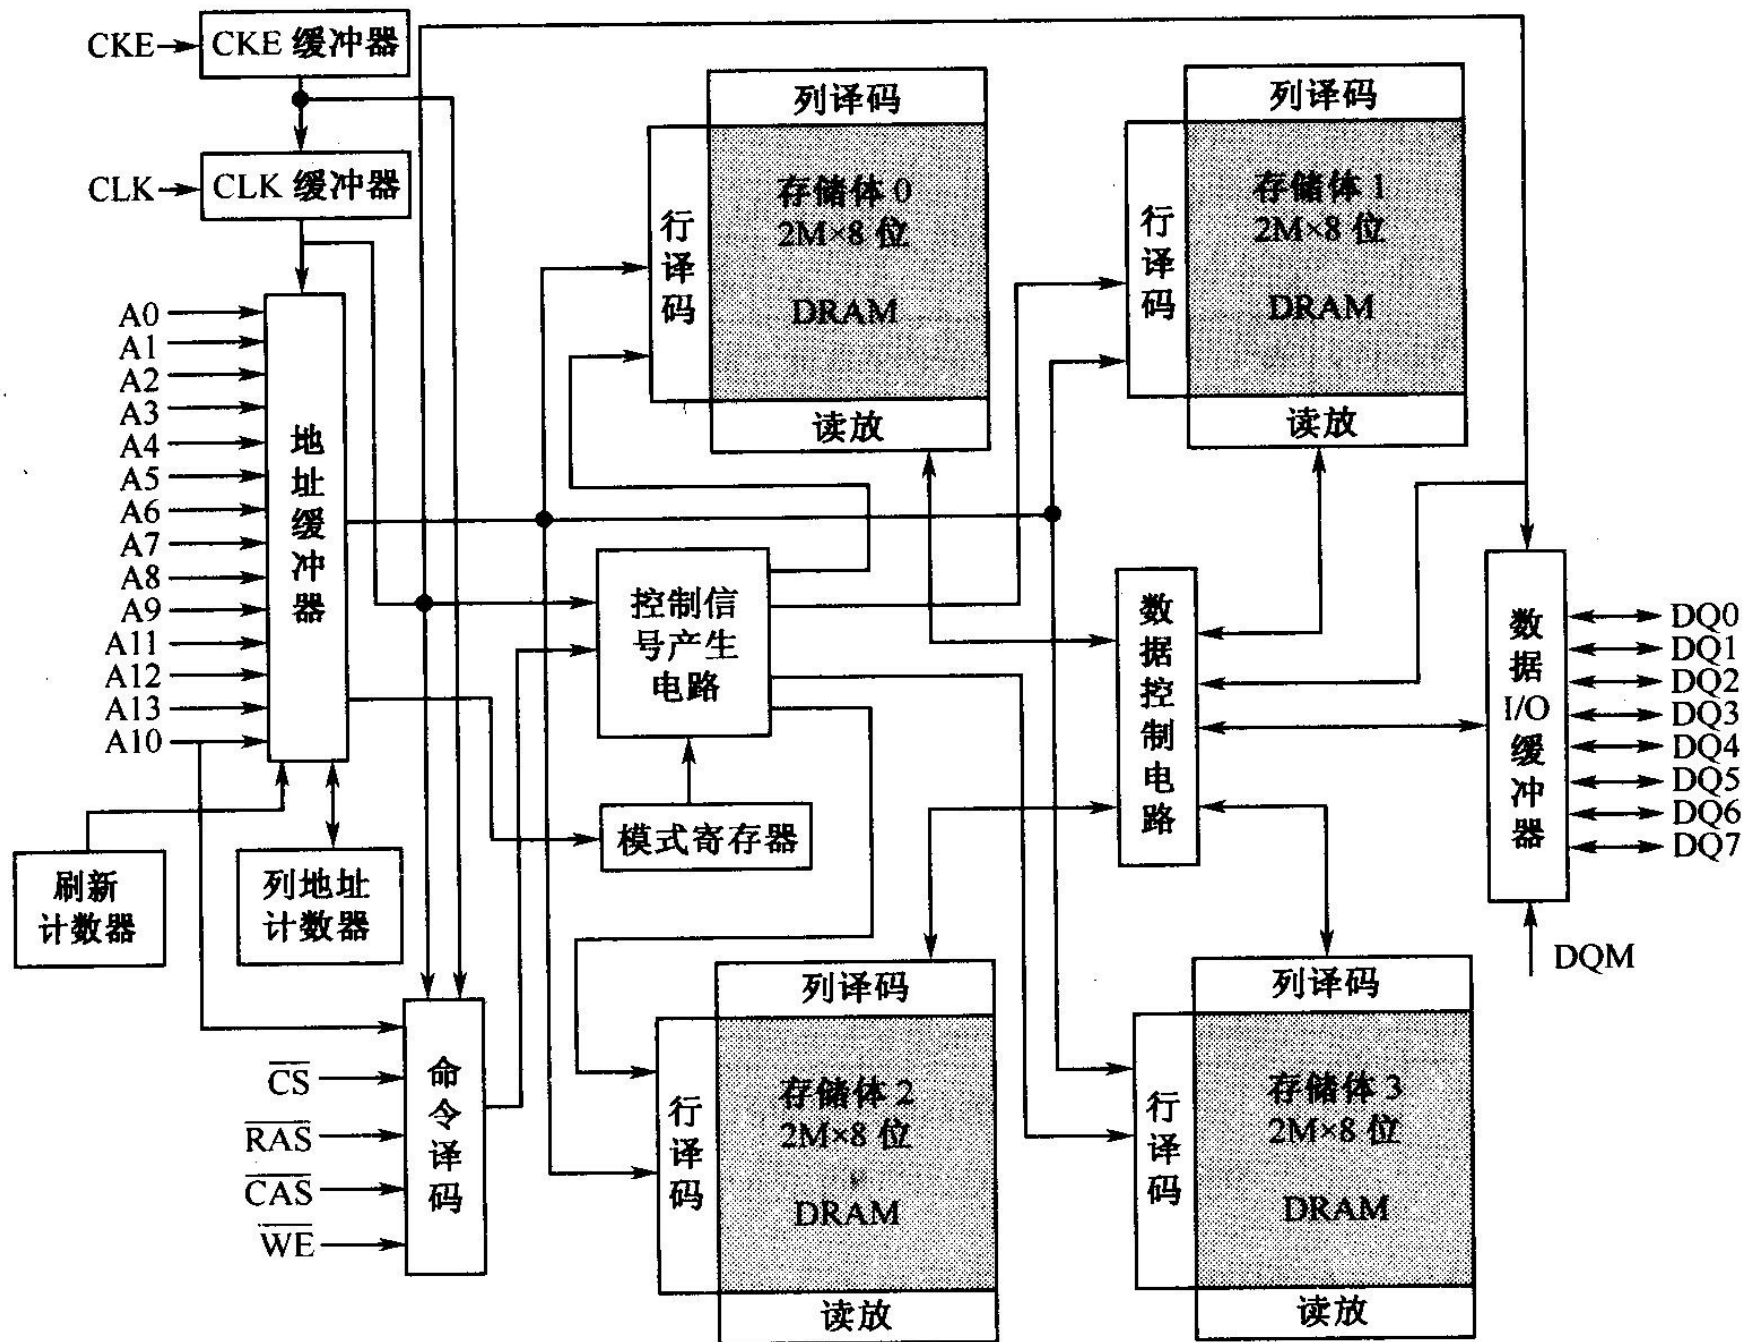 CKE
CKE 缓冲器
CLK
CLK 缓冲器
A0
A1
A2
A3
A4
A5
A6
A7
A8
A9
A11
A12
A13
A10
地址缓冲器
刷新
计数器
列地址
计数器
列译码
行译码
存储体 0
2M×8 位
DRAM
读放
列译码
行译码
存储体 1
2M×8 位
DRAM
读放
控制信
号产生
电路
模式寄存器
数据控制电路
数据I/O缓冲器
DQ0
DQ1
DQ2
DQ3
DQ4
DQ5
DQ6
DQ7
DQM
C̅S̅
R̅A̅S̅
C̅A̅S̅
W̅E̅
命令译码
列译码
行译码
存储体 2
2M×8 位
DRAM
读放
列译码
行译码
存储体 3
2M×8 位
DRAM
读放